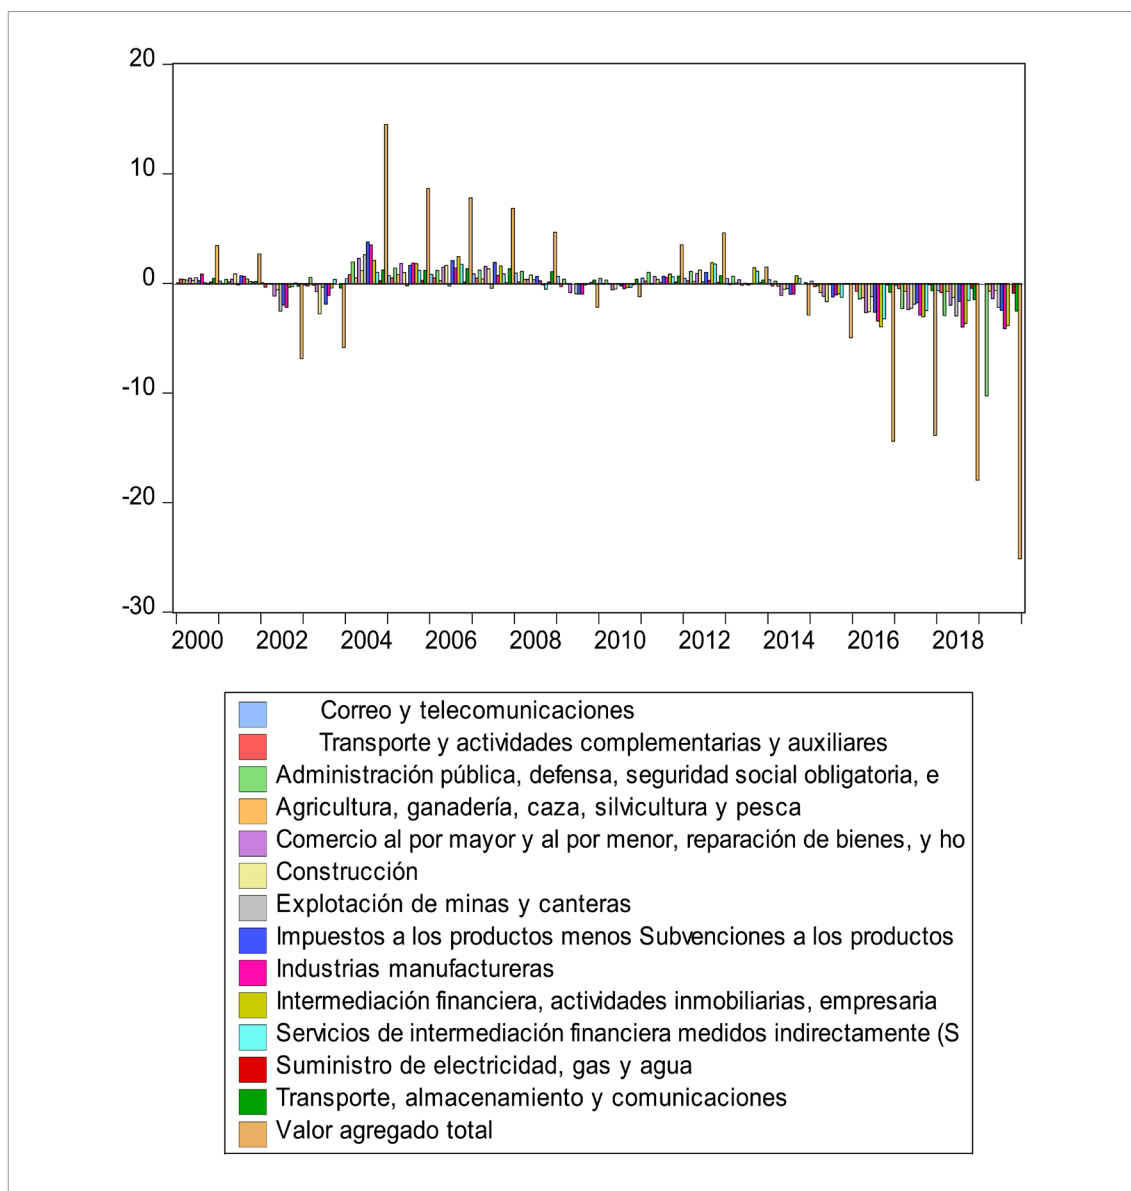 20
10
0
-10
-20
-30
2000 2002 2004 2006 2008 2010 2012 2014 2016 2018
Correo y telecomunicaciones
Transporte y actividades complementarias y auxiliares
Administración pública, defensa, seguridad social obligatoria, e
Agricultura, ganadería, caza, silvicultura y pesca
Comercio al por mayor y al por menor, reparación de bienes, y ho
Construcción
Explotación de minas y canteras
Impuestos a los productos menos Subvenciones a los productos
Industrias manufactureras
Intermediación financiera, actividades inmobiliarias, empresaria
Servicios de intermediación financiera medidos indirectamente (S
Suministro de electricidad, gas y agua
Transporte, almacenamiento y comunicaciones
Valor agregado total